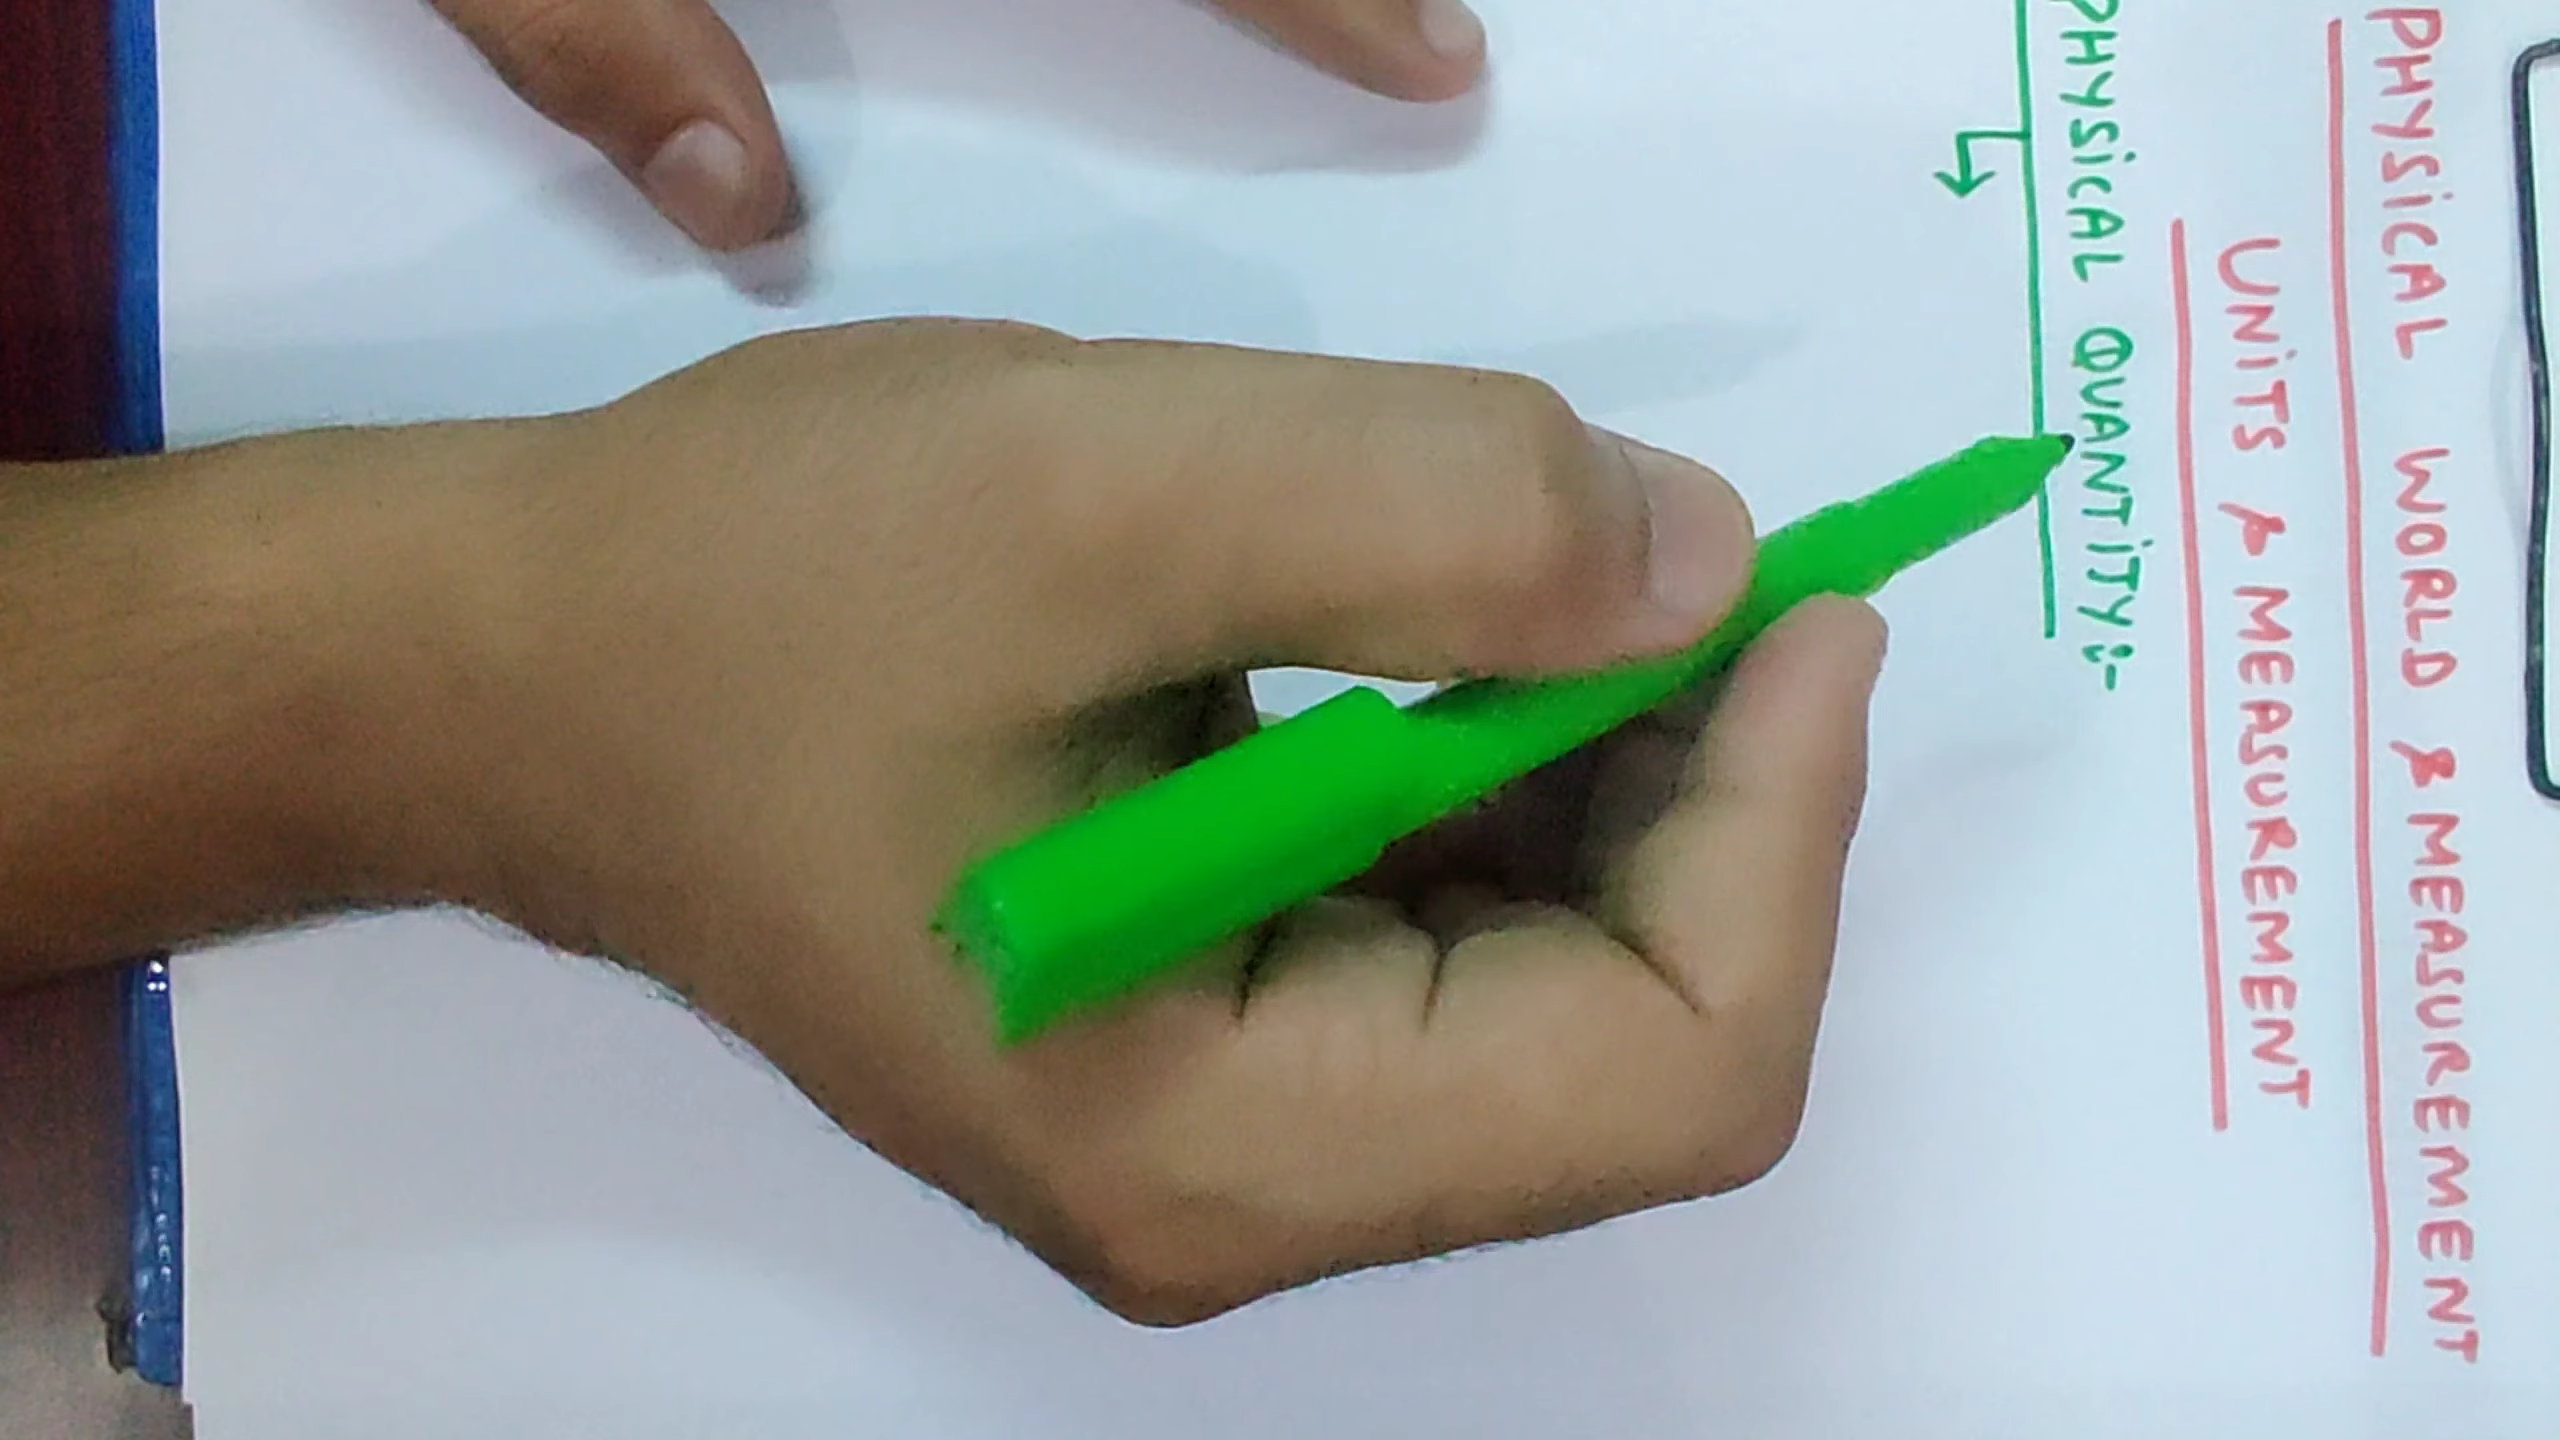 PHYSICAL WORLD & MEASUREMENT
UNITS & MEASUREMENT
PHYSICAL QUANTITY:-